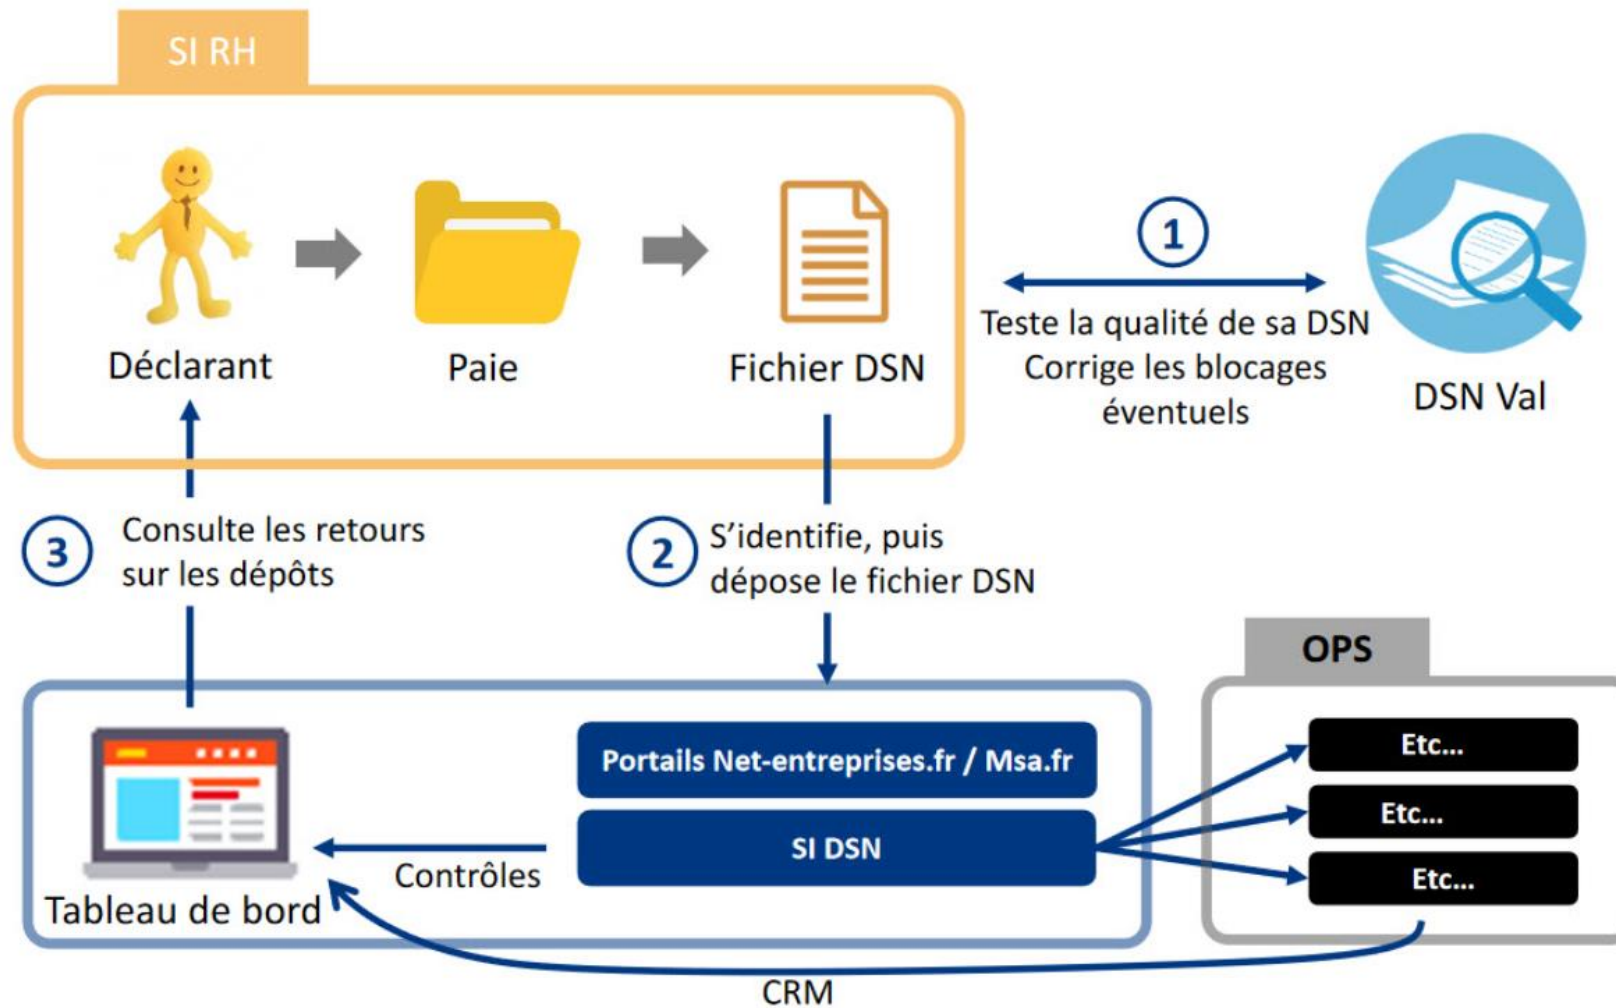 SI RH
Déclarant
Paie
Fichier DSN
1
Teste la qualité de sa DSN
Corrige les blocages
éventuels
DSN Val
3
Consulte les retours
sur les dépôts
2
S’identifie, puis
dépose le fichier DSN
OPS
Portails Net-entreprises.fr / Msa.fr
SI DSN
Contrôles
Tableau de bord
Etc...
Etc...
Etc...
CRM